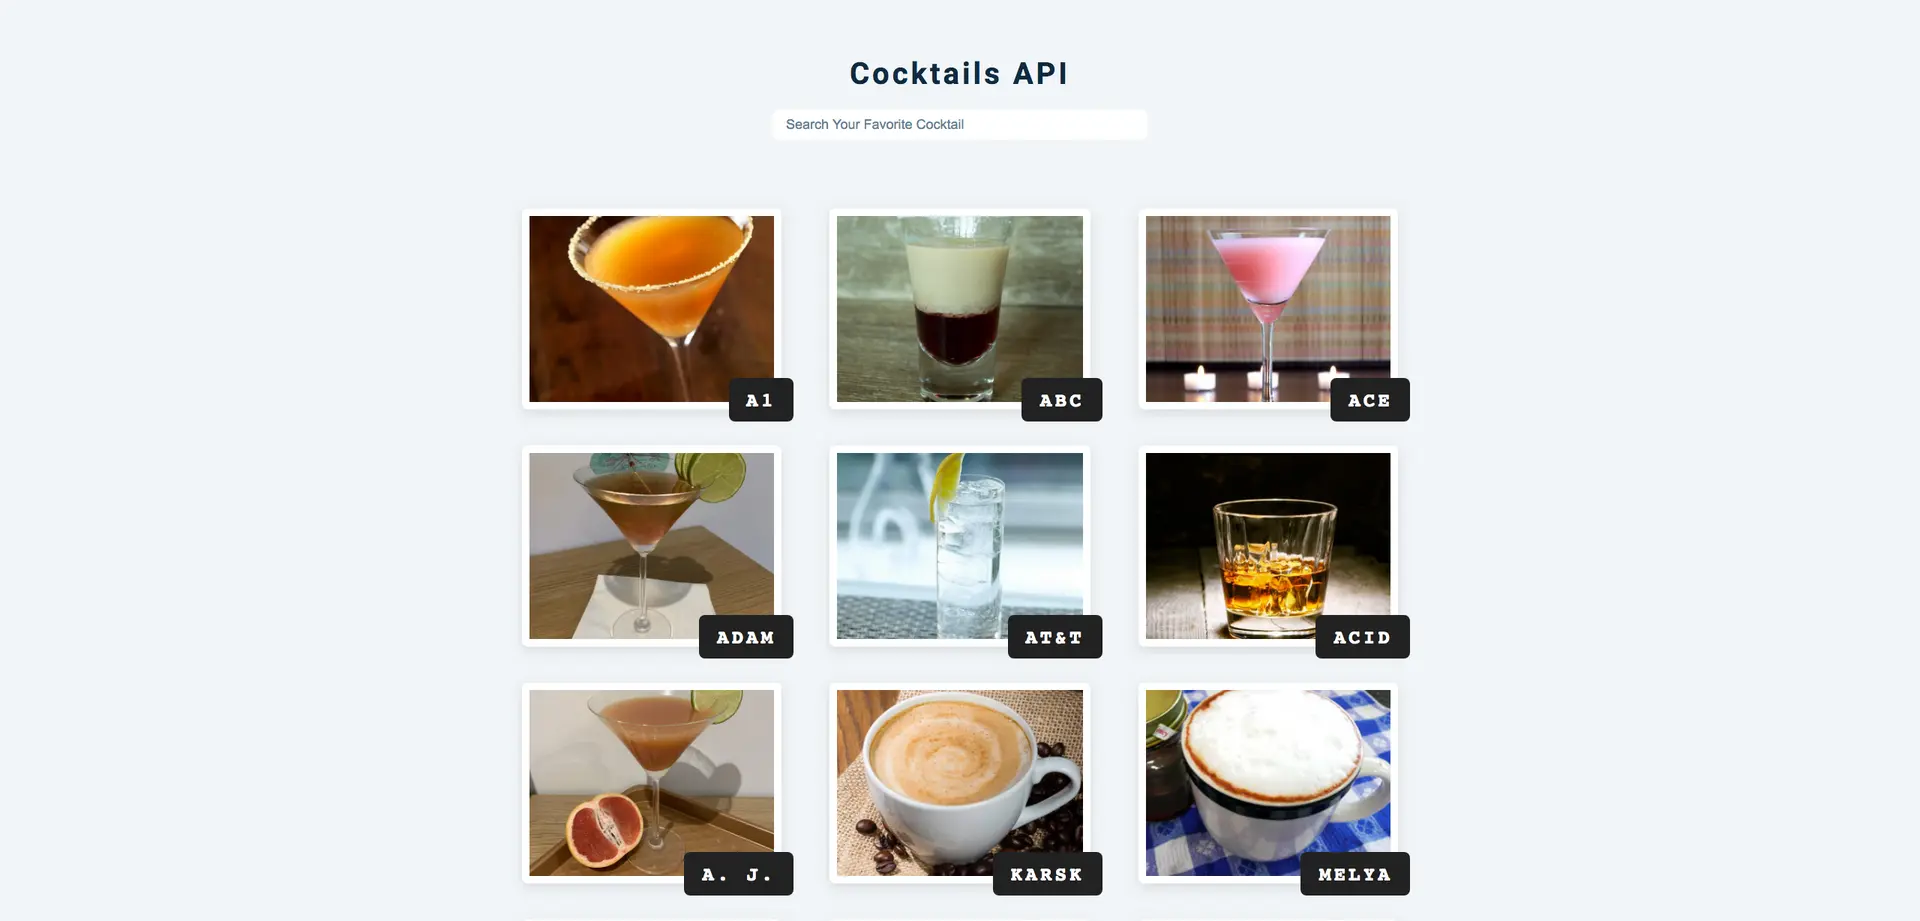 Cocktails API
Search Your Favorite Cocktail
A1
ABC
ACE
ADAM
AT&T
ACID
A. J.
KARSK
MELYA